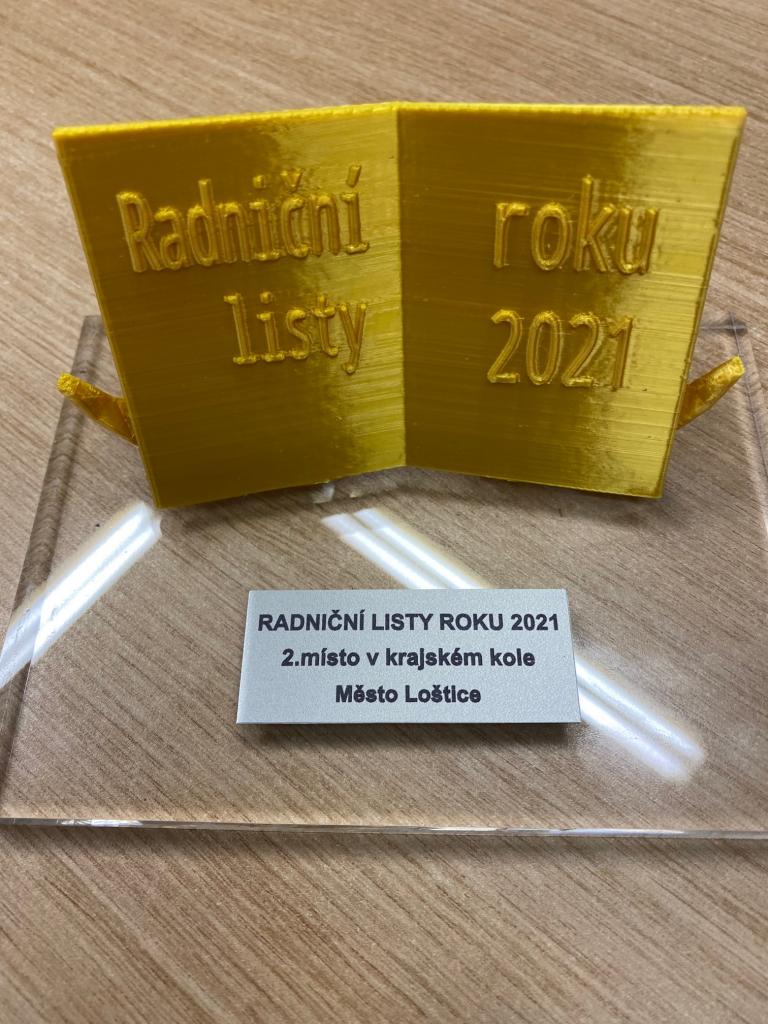 Radniční
listy
roku
2021
RADNIČNÍ LISTY ROKU 2021
2.místo v krajském kole
Město Loštice